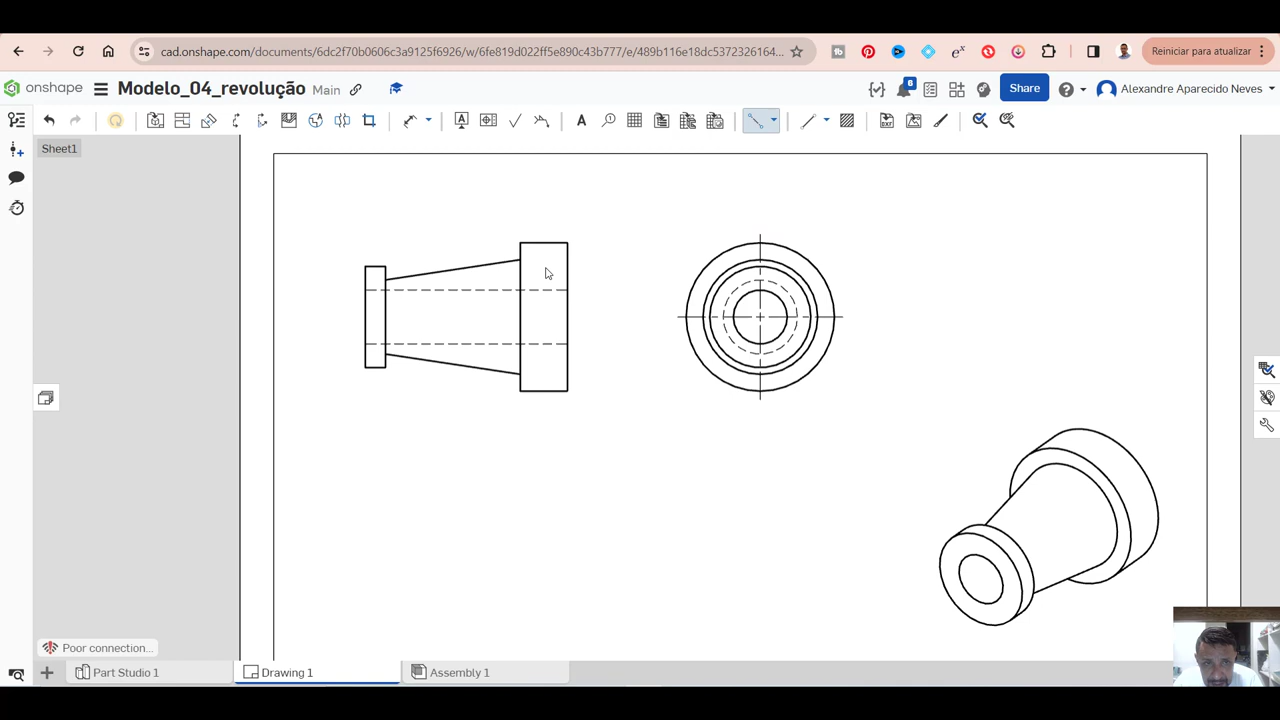 cad.onshape.com/documents/6dc2f70b0606c3a9125f6926/w/6fe819d022ff5e890c43b777/e/489b116e18dc5372326164...
Reiniciar para atualizar
onshape
Modelo_04_revolução
Main
6
Share
Alexandre Aparecido Neves
Sheet1
Poor connection...
Part Studio 1
Drawing 1
Assembly 1